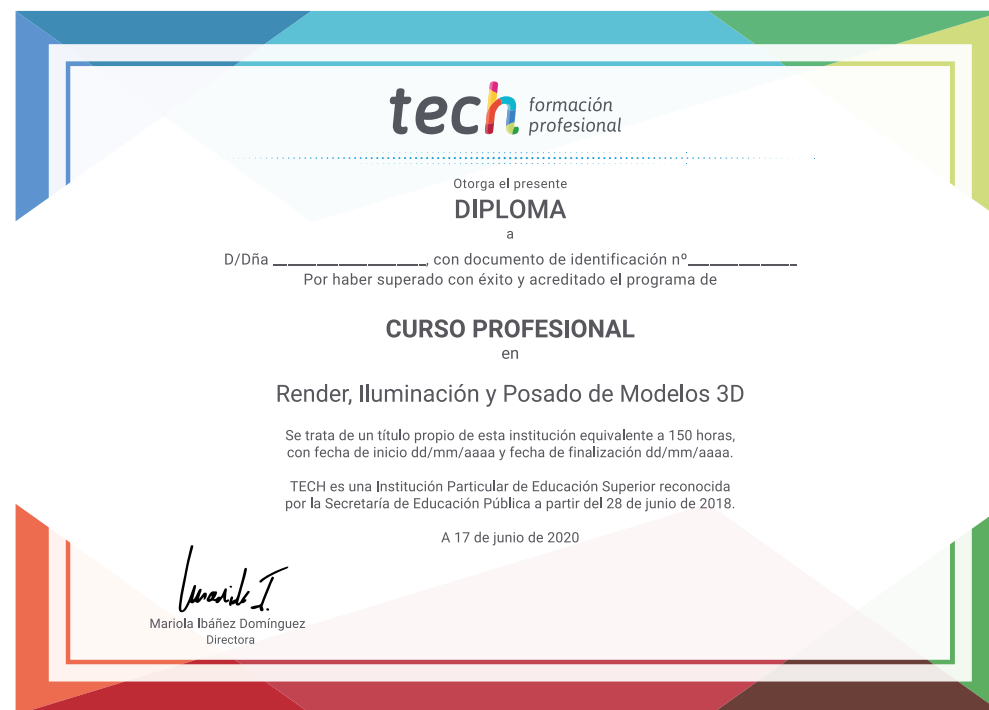 tech formación
profesional
Otorga el presente
DIPLOMA
a
D/Dña ____________________, con documento de identificación nº______________
Por haber superado con éxito y acreditado el programa de
CURSO PROFESIONAL
en
Render, Iluminación y Posado de Modelos 3D
Se trata de un título propio de esta institución equivalente a 150 horas,
con fecha de inicio dd/mm/aaaa y fecha de finalización dd/mm/aaaa.
TECH es una Institución Particular de Educación Superior reconocida
por la Secretaría de Educación Pública a partir del 28 de junio de 2018.
A 17 de junio de 2020
Mariola Ibáñez Domínguez
Directora